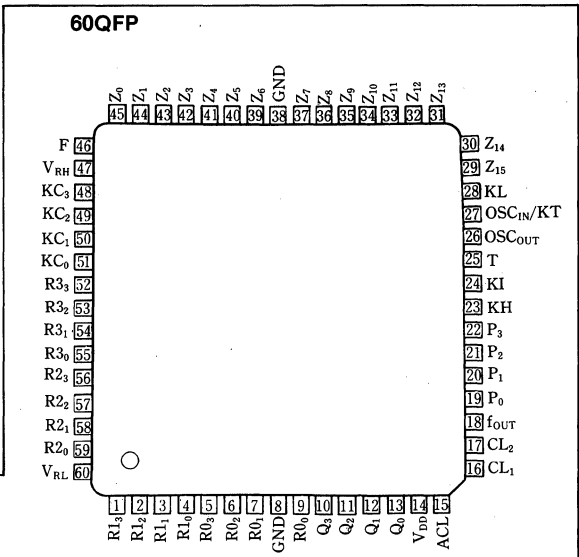 60QFP
Z₀ Z₁ Z₂ Z₃ Z₄ Z₅ Z₆ GND Z₇ Z₈ Z₉ Z₁₀ Z₁₁ Z₁₂ Z₁₃
45 44 43 42 41 40 39 38 37 36 35 34 33 32 31
F 46
V_RH 47
KC₃ 48
KC₂ 49
KC₁ 50
KC₀ 51
R3₃ 52
R3₂ 53
R3₁ 54
R3₀ 55
R2₃ 56
R2₂ 57
R2₁ 58
R2₀ 59
V_RL 60
30 Z₁₄
29 Z₁₅
28 KL
27 OSC_IN/KT
26 OSC_OUT
25 T
24 KI
23 KH
22 P₃
21 P₂
20 P₁
19 P₀
18 f_OUT
17 CL₂
16 CL₁
1 2 3 4 5 6 7 8 9 10 11 12 13 14 15
R1₃ R1₂ R1₁ R1₀ R0₃ R0₂ R0₁ GND R0₀ Q₃ Q₂ Q₁ Q₀ V_DD ACL